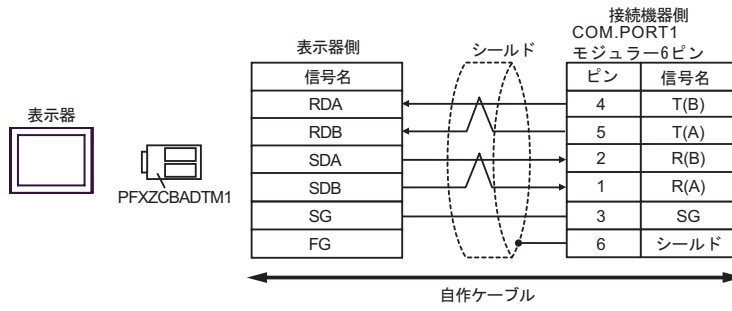 接続機器側
COM.PORT1
モジュラー6ピン
表示器側
シールド
信号名
ピン
信号名
RDA
4
T(B)
RDB
5
T(A)
SDA
2
R(B)
SDB
1
R(A)
SG
3
SG
FG
6
シールド
表示器
PFXZCBADTM1
自作ケーブル